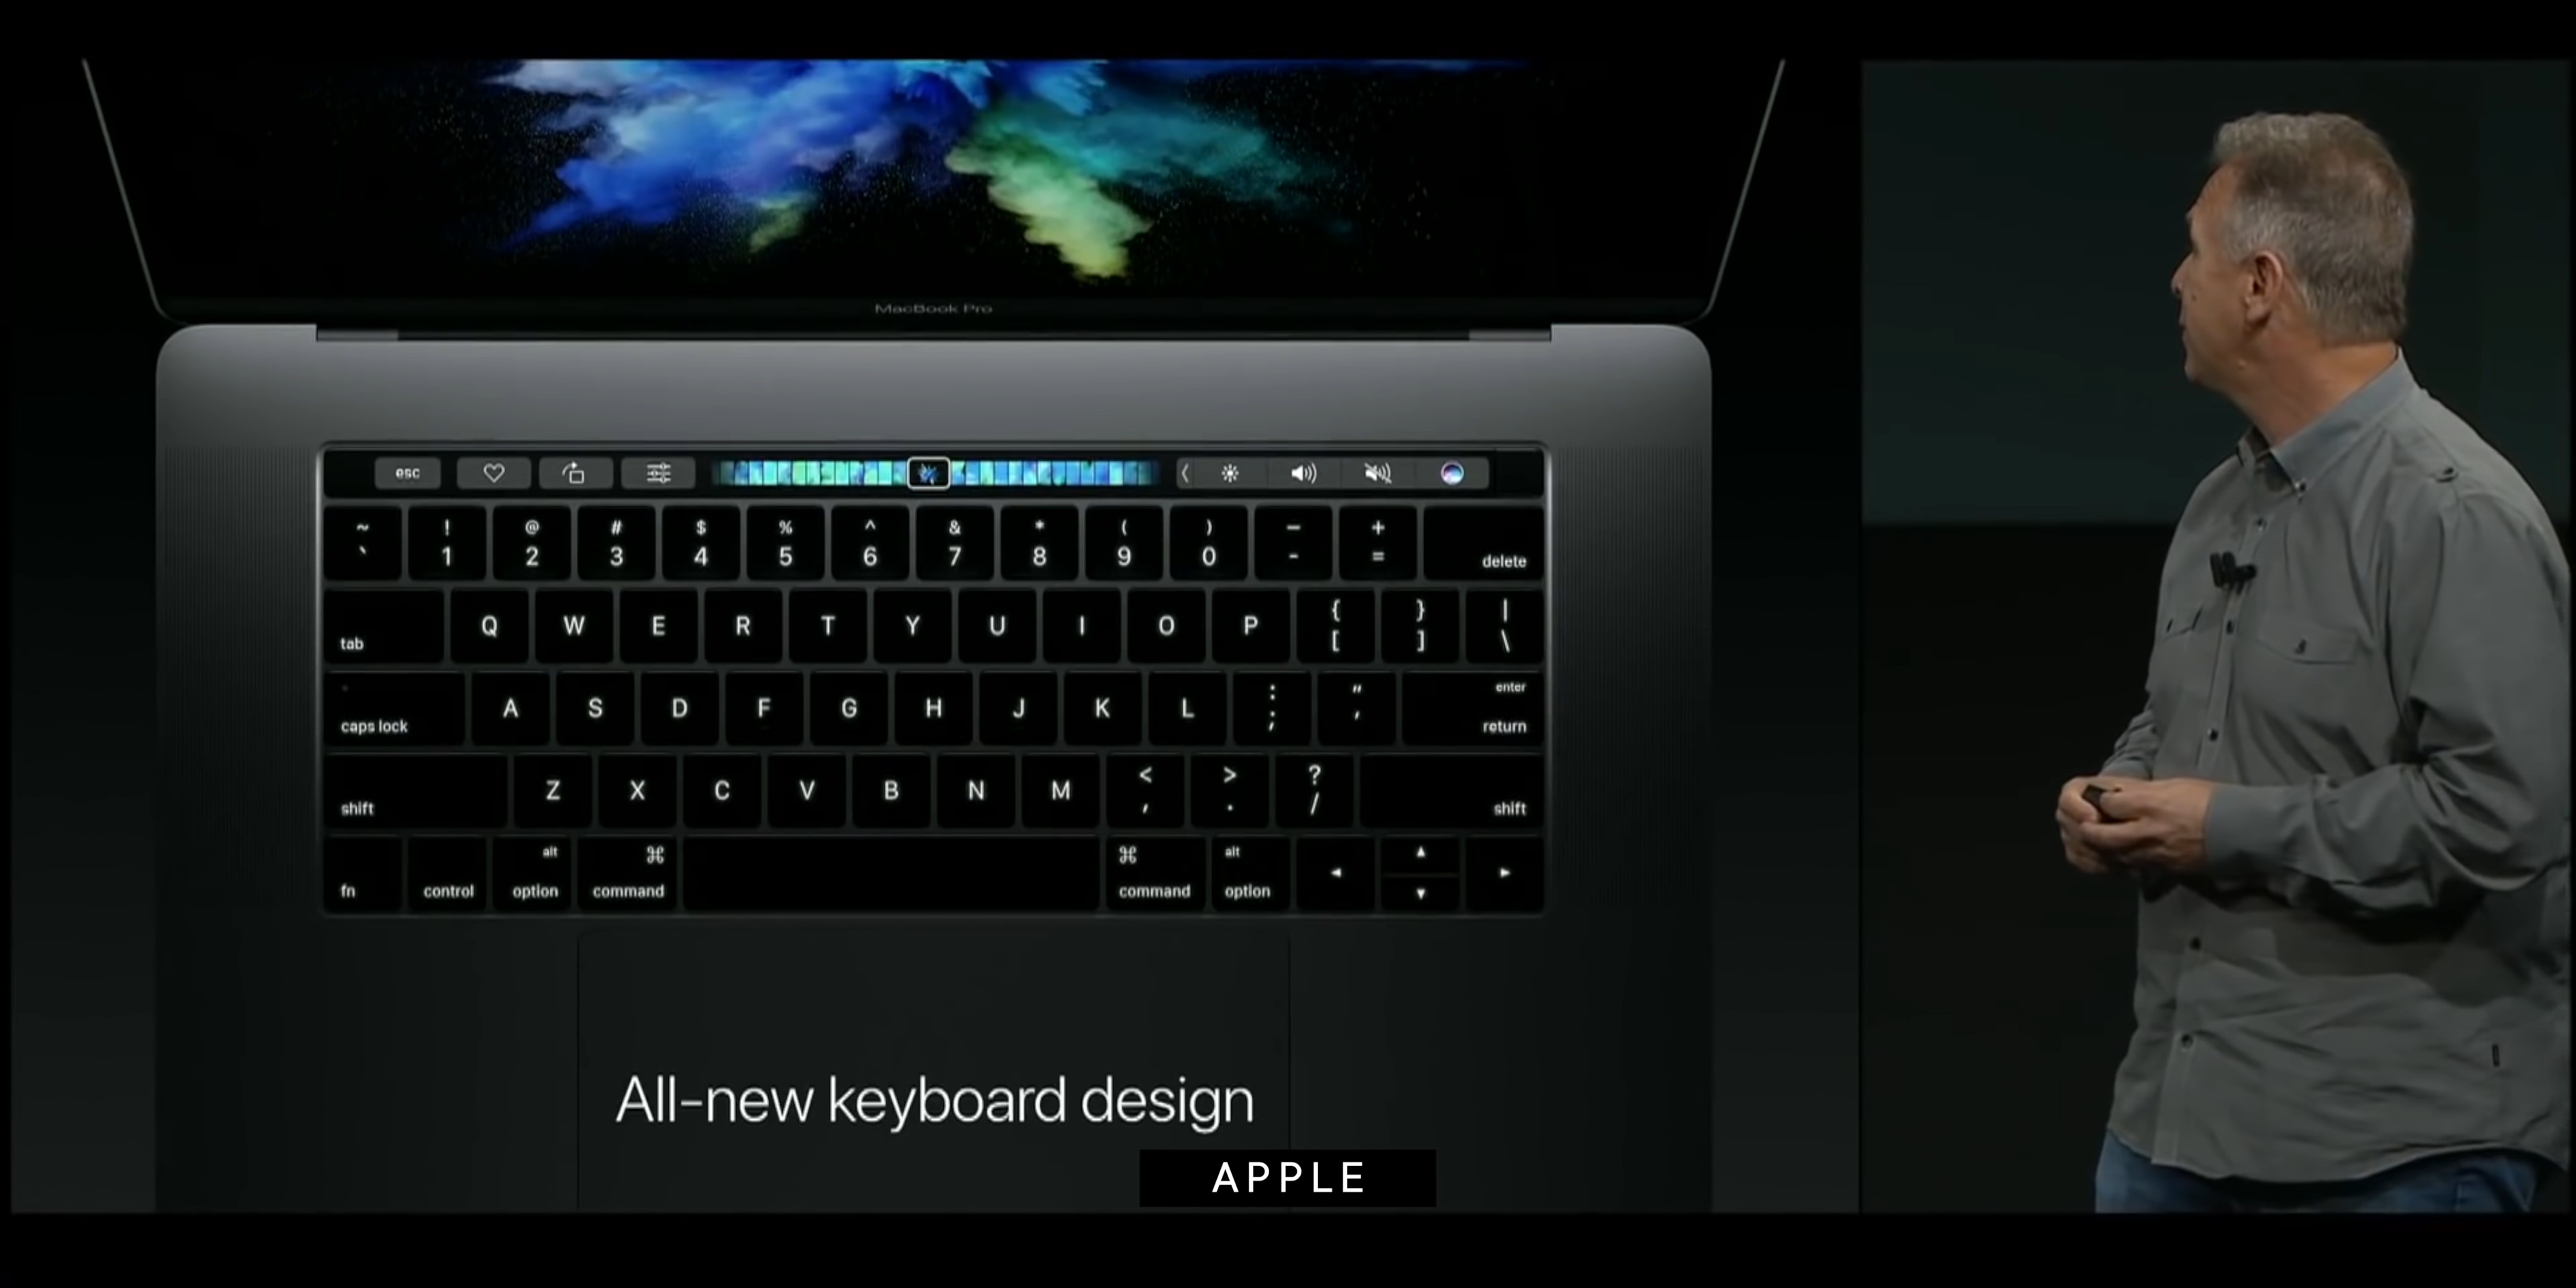 MacBook Pro
esc
~ ! @ # $ % ^ & * ( ) — +
` 1 2 3 4 5 6 7 8 9 0 - =
delete
tab Q W E R T Y U I O P { [ } ] | \
caps lock A S D F G H J K L : ; " ' enter return
shift Z X C V B N M < , > . ? / shift
alt ⌘ ⌘ alt
fn control option command command option
All-new keyboard design
APPLE